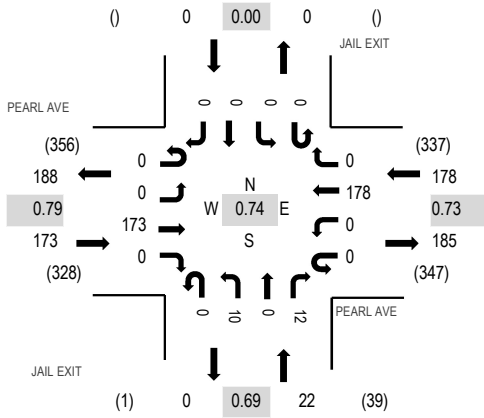 () 0 0.00 0 ()
JAIL EXIT
0 0 0 0
PEARL AVE
(356) (337)
188 0 0 178
0.79 0 N 178 0.73
W 0.74 E
173 173 S 0 185
(328) 0 0 (347)
0 10 0 12
PEARL AVE
JAIL EXIT
(1) 0 0.69 22 (39)